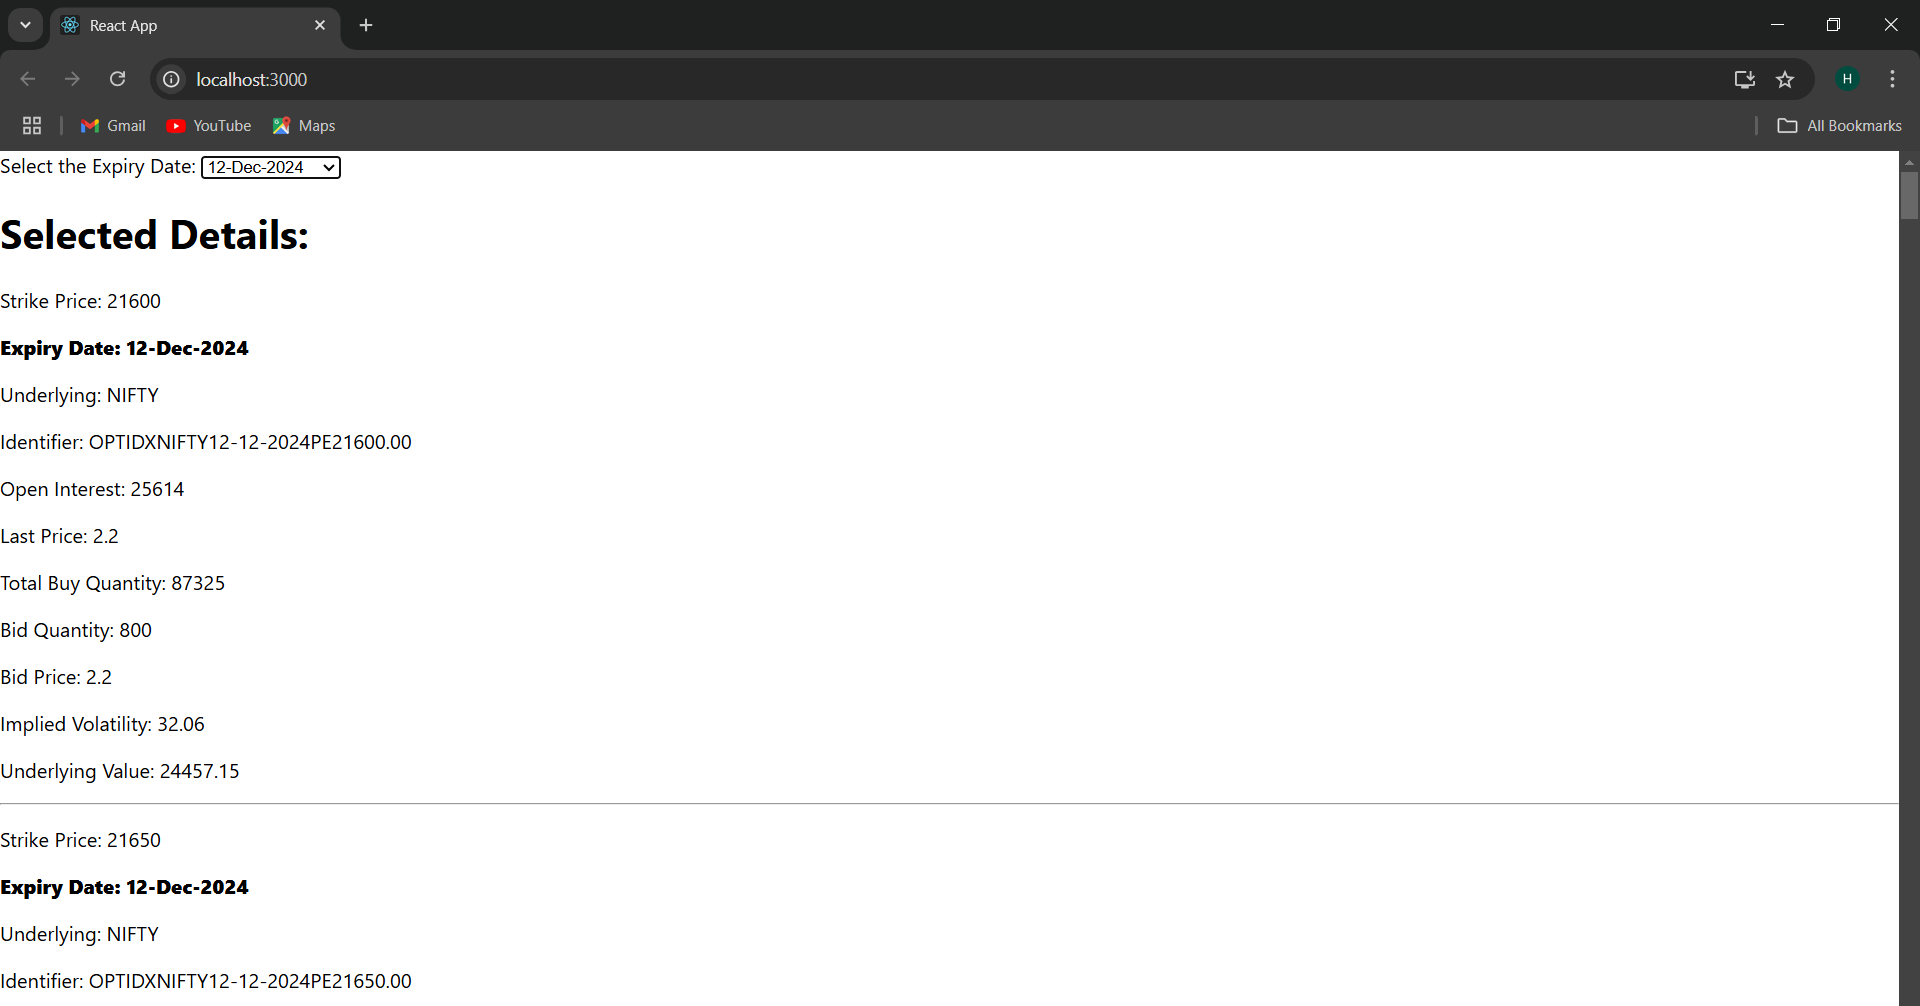 React App
localhost:3000
H
Gmail
YouTube
Maps
All Bookmarks
Select the Expiry Date: 12-Dec-2024
Selected Details:
Strike Price: 21600
Expiry Date: 12-Dec-2024
Underlying: NIFTY
Identifier: OPTIDXNIFTY12-12-2024PE21600.00
Open Interest: 25614
Last Price: 2.2
Total Buy Quantity: 87325
Bid Quantity: 800
Bid Price: 2.2
Implied Volatility: 32.06
Underlying Value: 24457.15
Strike Price: 21650
Expiry Date: 12-Dec-2024
Underlying: NIFTY
Identifier: OPTIDXNIFTY12-12-2024PE21650.00